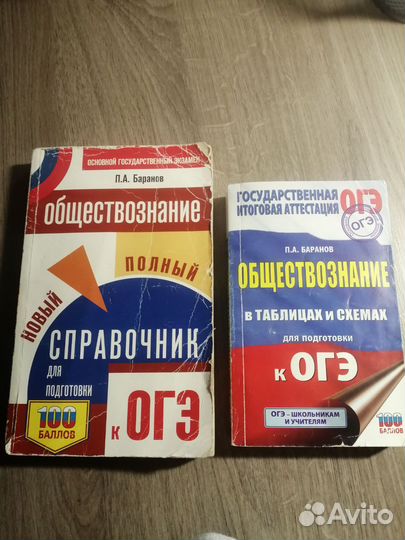 ОСНОВНОЙ ГОСУДАРСТВЕННЫЙ ЭКЗАМЕН
П.А. Баранов
ОБЩЕСТВОЗНАНИЕ
НОВЫЙ
ПОЛНЫЙ
СПРАВОЧНИК
для
подготовки
к ОГЭ
100
БАЛЛОВ
ГОСУДАРСТВЕННАЯ
ИТОГОВАЯ АТТЕСТАЦИЯ
ОГЭ
ОГЭ
П.А. БАРАНОВ
ОБЩЕСТВОЗНАНИЕ
В ТАБЛИЦАХ И СХЕМАХ
для подготовки
к ОГЭ
ОГЭ – ШКОЛЬНИКАМ
И УЧИТЕЛЯМ
100
БАЛЛОВ
Avito